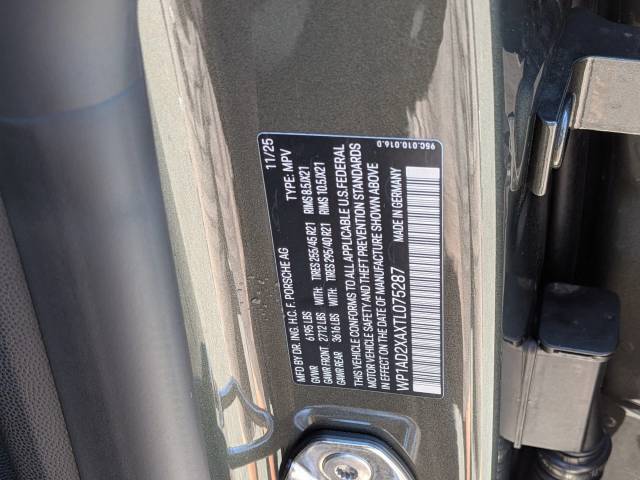 MFD BY DR. ING. H.C. F. PORSCHE AG 11/25
GVWR 6195 LBS TYPE: MPV
GAWR FRONT 2712 LBS WITH: TIRES 265/45 R21 RIMS 8.5JX21
GAWR REAR 3616 LBS WITH: TIRES 295/40 R21 RIMS 10.5JX21
THIS VEHICLE CONFORMS TO ALL APPLICABLE U.S. FEDERAL
MOTOR VEHICLE SAFETY AND THEFT PREVENTION STANDARDS
IN EFFECT ON THE DATE OF MANUFACTURE SHOWN ABOVE
WP1AD2XAXTL075287 MADE IN GERMANY
95C.010.016.D